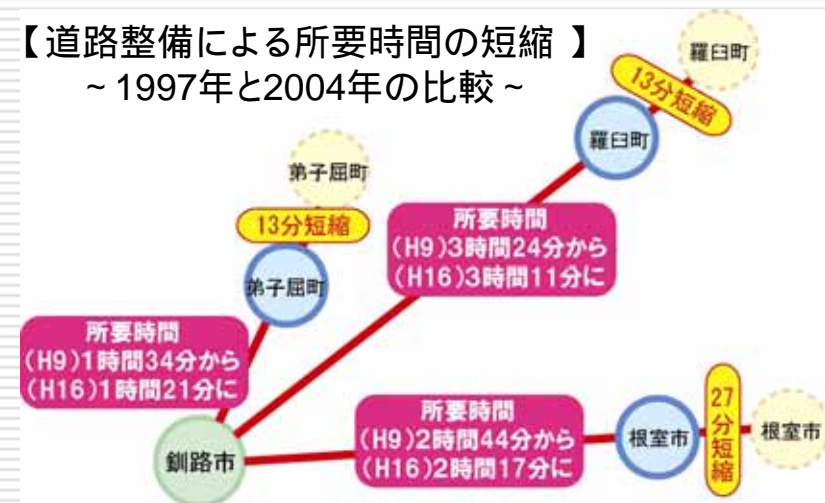 【道路整備による所要時間の短縮 】
~ 1997年と2004年の比較 ~
羅臼町
13分短縮
羅臼町
弟子屈町
13分短縮
弟子屈町
所要時間
(H9)3時間24分から
(H16)3時間11分に
所要時間
(H9)1時間34分から
(H16)1時間21分に
所要時間
(H9)2時間44分から
(H16)2時間17分に
釧路市
根室市
27分短縮
根室市